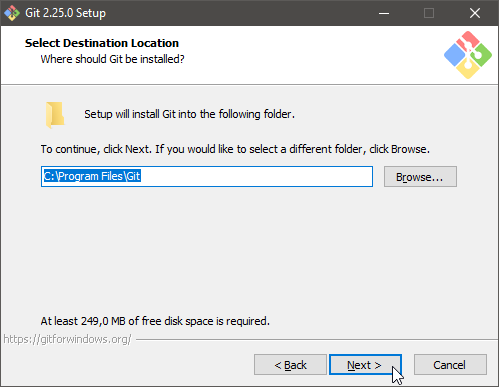 Git 2.25.0 Setup
Select Destination Location
Where should Git be installed?
Setup will install Git into the following folder.
To continue, click Next. If you would like to select a different folder, click Browse.
C:\Program Files\Git
Browse...
At least 249,0 MB of free disk space is required.
https://gitforwindows.org/
< Back
Next >
Cancel